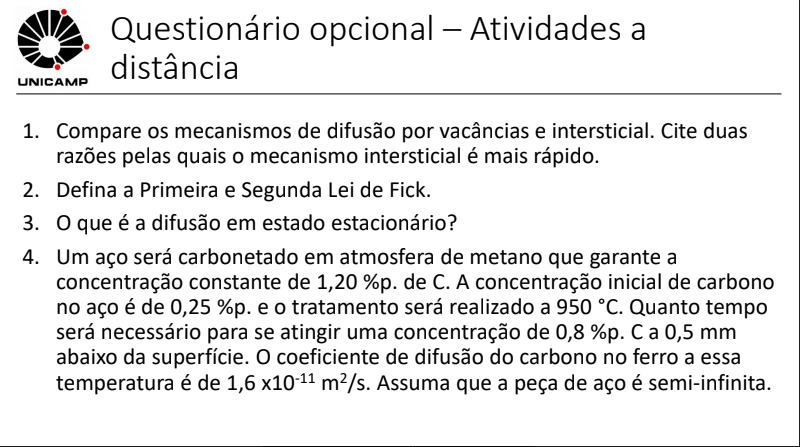 Questionário opcional – Atividades a
distância
UNICAMP
1. Compare os mecanismos de difusão por vacâncias e intersticial. Cite duas
razões pelas quais o mecanismo intersticial é mais rápido.
2. Defina a Primeira e Segunda Lei de Fick.
3. O que é a difusão em estado estacionário?
4. Um aço será carbonetado em atmosfera de metano que garante a
concentração constante de 1,20 %p. de C. A concentração inicial de carbono
no aço é de 0,25 %p. e o tratamento será realizado a 950 °C. Quanto tempo
será necessário para se atingir uma concentração de 0,8 %p. C a 0,5 mm
abaixo da superfície. O coeficiente de difusão do carbono no ferro a essa
temperatura é de 1,6 x10⁻¹¹ m²/s. Assuma que a peça de aço é semi-infinita.